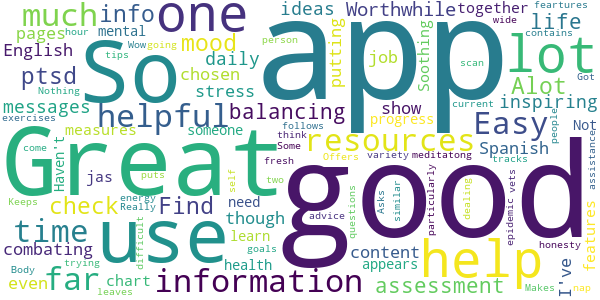 much
info
one
app
ideas
Worthwhile
together
feartures
wide
life
pages
hour
mental
English
Wow
going
mood
person
tips
contains
So
daily
chosen
putting
Soothing
job
scan
lot
Got
ptsd
Nothing
stress
Alot
messages
helpful
balancing
show
current
inspiring
exercises
measures
someone
progress
Easy
Not
think
follows
Some
resources
Spanish
people
assistance
come
Haven't
Great
fresh
Offers
variety
meditatong
tracks
jas
puts
two
good
check
Find
self
advice
questions
Asks
similar
particularly
dealing
epidemic
vets
features
Keeps
energy
Really
need
time
use
though
content
honesty
combating
trying
difficult
learn
goals
appears
help
I've
Body
even
far
chart
health
assessment
leaves
information
Makes
nap